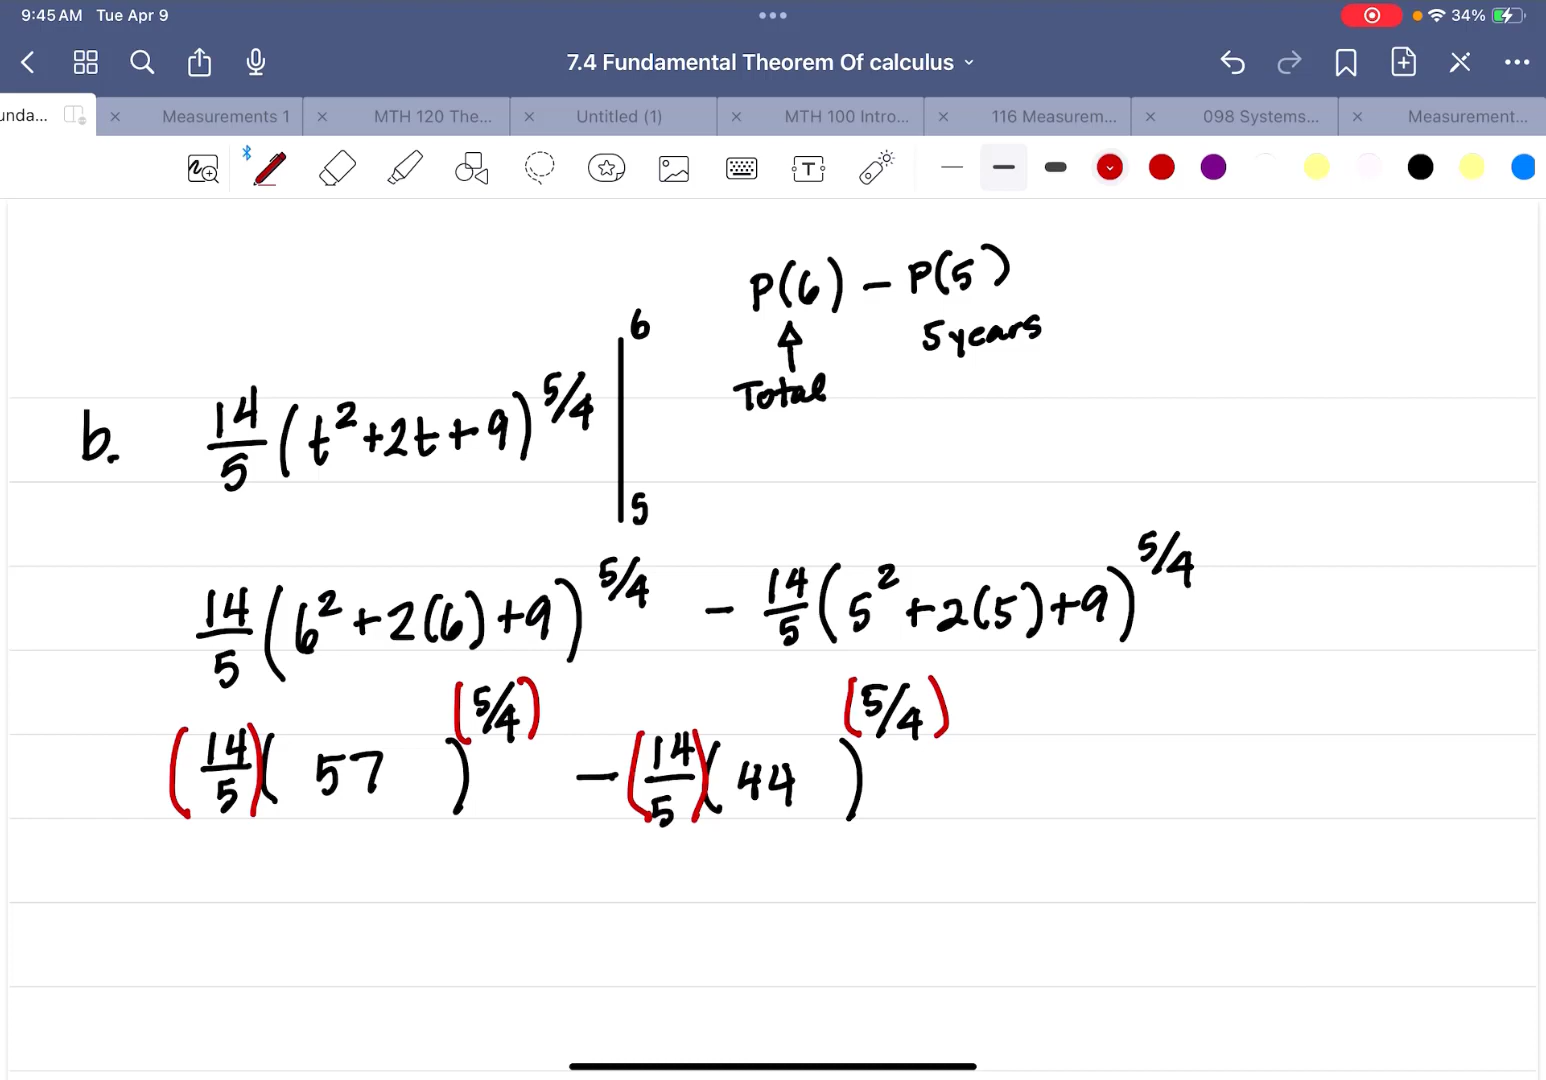 9:45 AM Tue Apr 9
34%
7.4 Fundamental Theorem Of calculus
unda...
Measurements 1
MTH 120 The...
Untitled (1)
MTH 100 Intro...
116 Measurem...
098 Systems...
Measurement...
P(6) - P(5)
5 years
Total
b. 14/5 (t² + 2t + 9)^5/4 | 6 5
14/5 (6² + 2(6) + 9)^5/4 - 14/5 (5² + 2(5) + 9)^5/4
(14/5)(57)^(5/4) - (14/5)(44)^(5/4)